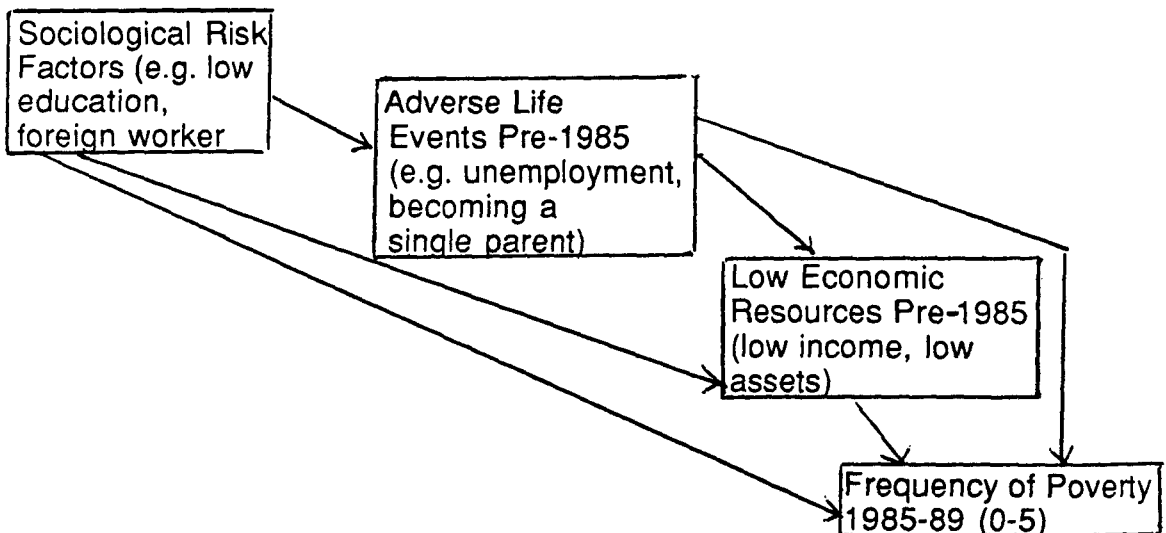 Sociological Risk
Factors (e.g. low
education,
foreign worker
Adverse Life
Events Pre-1985
(e.g. unemployment,
becoming a
single parent)
Low Economic
Resources Pre-1985
(low income, low
assets)
Frequency of Poverty
1985-89 (0-5)